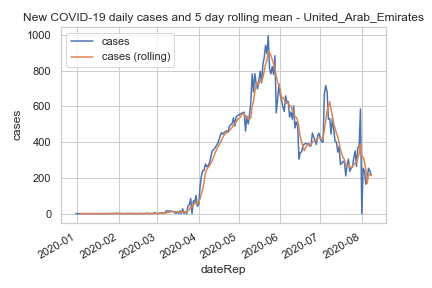 New COVID-19 daily cases and 5 day rolling mean - United_Arab_Emirates
cases
cases (rolling)
1000
800
600
400
200
0
cases
2020-01
2020-02
2020-03
2020-04
2020-05
2020-06
2020-07
2020-08
dateRep